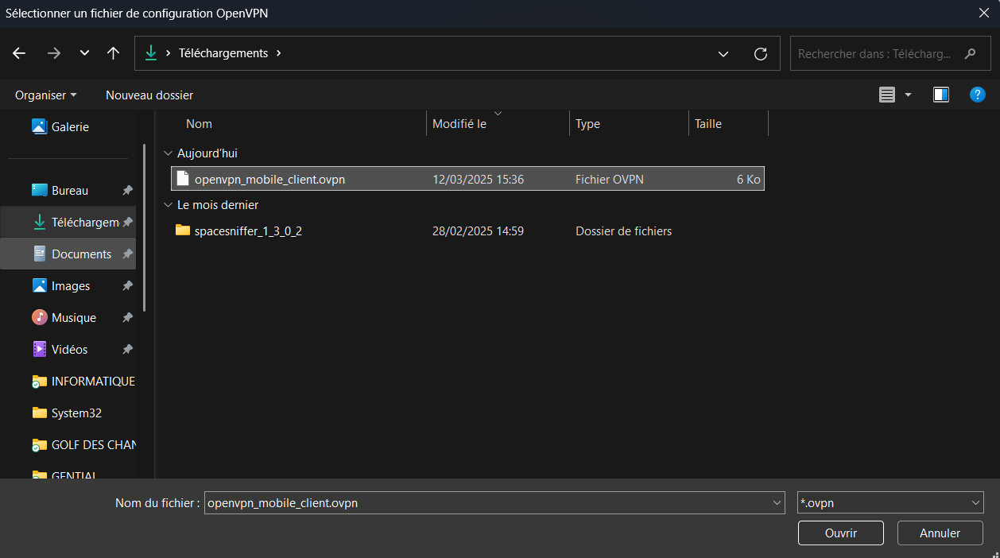 Sélectionner un fichier de configuration OpenVPN
Téléchargements
Rechercher dans : Télécharg...
Organiser
Nouveau dossier
Galerie
Bureau
Téléchargem
Documents
Images
Musique
Vidéos
INFORMATIQUE
System32
GOLF DES CHAN
GENTIAL
Nom Modifié le Type Taille
Aujourd'hui
openvpn_mobile_client.ovpn 12/03/2025 15:36 Fichier OVPN 6 Ko
Le mois dernier
spacesniffer_1_3_0_2 28/02/2025 14:59 Dossier de fichiers
Nom du fichier : openvpn_mobile_client.ovpn *.ovpn
Ouvrir Annuler